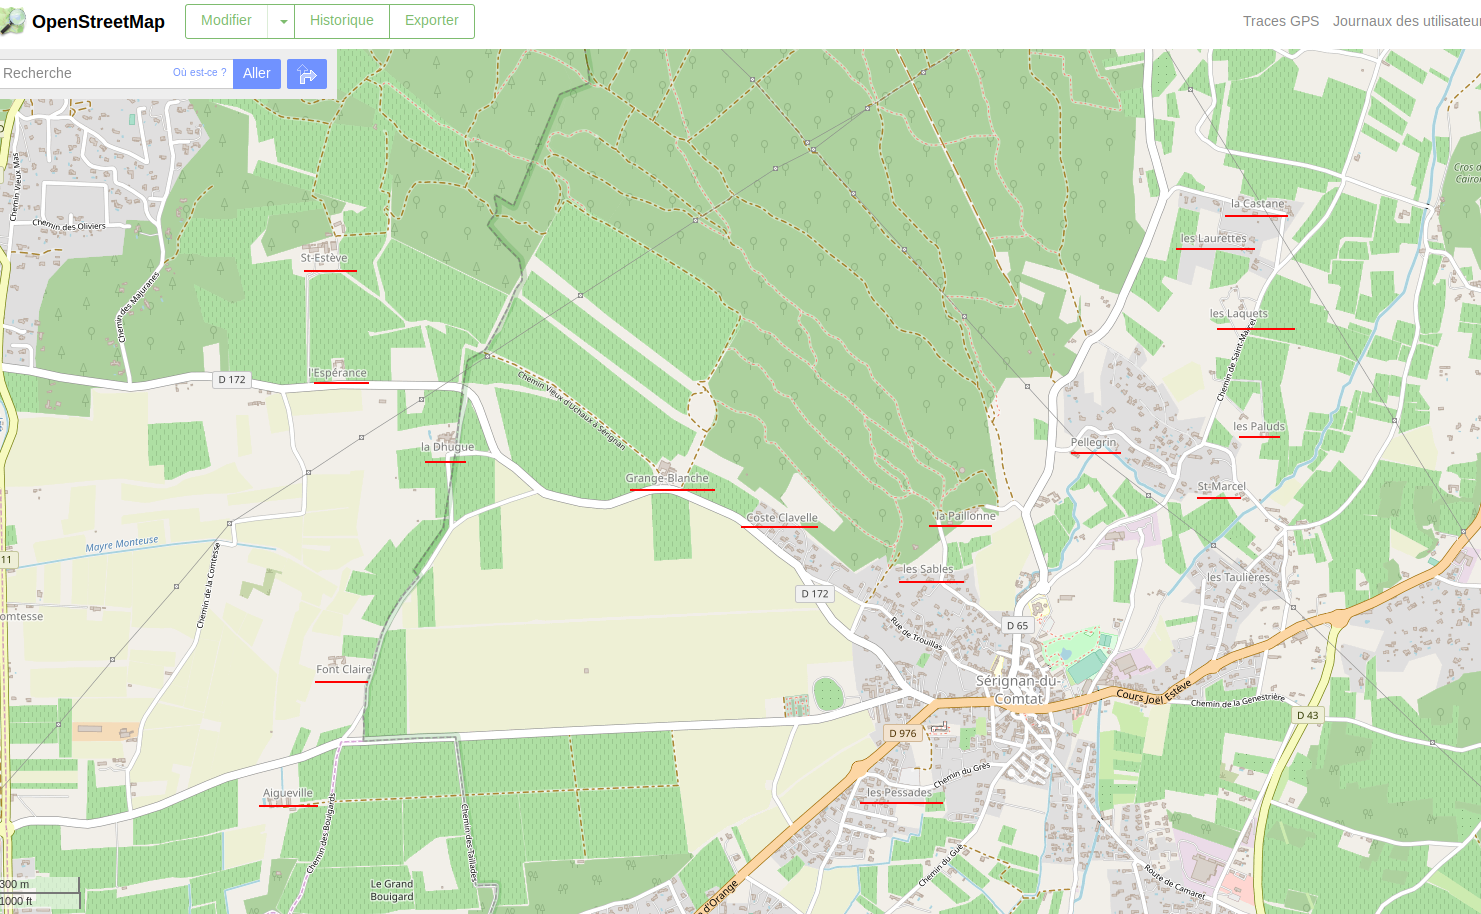 OpenStreetMap
Modifier
Historique
Exporter
Traces GPS
Journaux des utilisateu
Recherche
Où est-ce ?
Aller
Chemin Vieux Mas
Cros d
Cairo
la Castane
Chemin des Oliviers
les Laurettes
St-Estève
Chemin des Majuranes
les Laquets
Chemin de Saint-Marcel
l'Espérance
D 172
Chemin Vieux d'Uchaux à Sérignan
les Paluds
la Dhugue
Pellegrin
Grange-Blanche
St-Marcel
Coste Clavelle
la Paillonne
Mayre Monteuse
11
Chemin de la Comtesse
les Sables
les Taulières
D 172
omtesse
D 65
Rue de Trouillas
Font Claire
Sérignan-du-
Comtat
Cours Joël Estève
Chemin de la Genestrière
D 43
D 976
Chemin du Grès
Aigueville
les Pessades
Chemin des Bouigards
Chemin des Taillades
Chemin du Gué
Route de Camaret
Le Grand
Bouigard
d'Orange
300 m
1000 ft